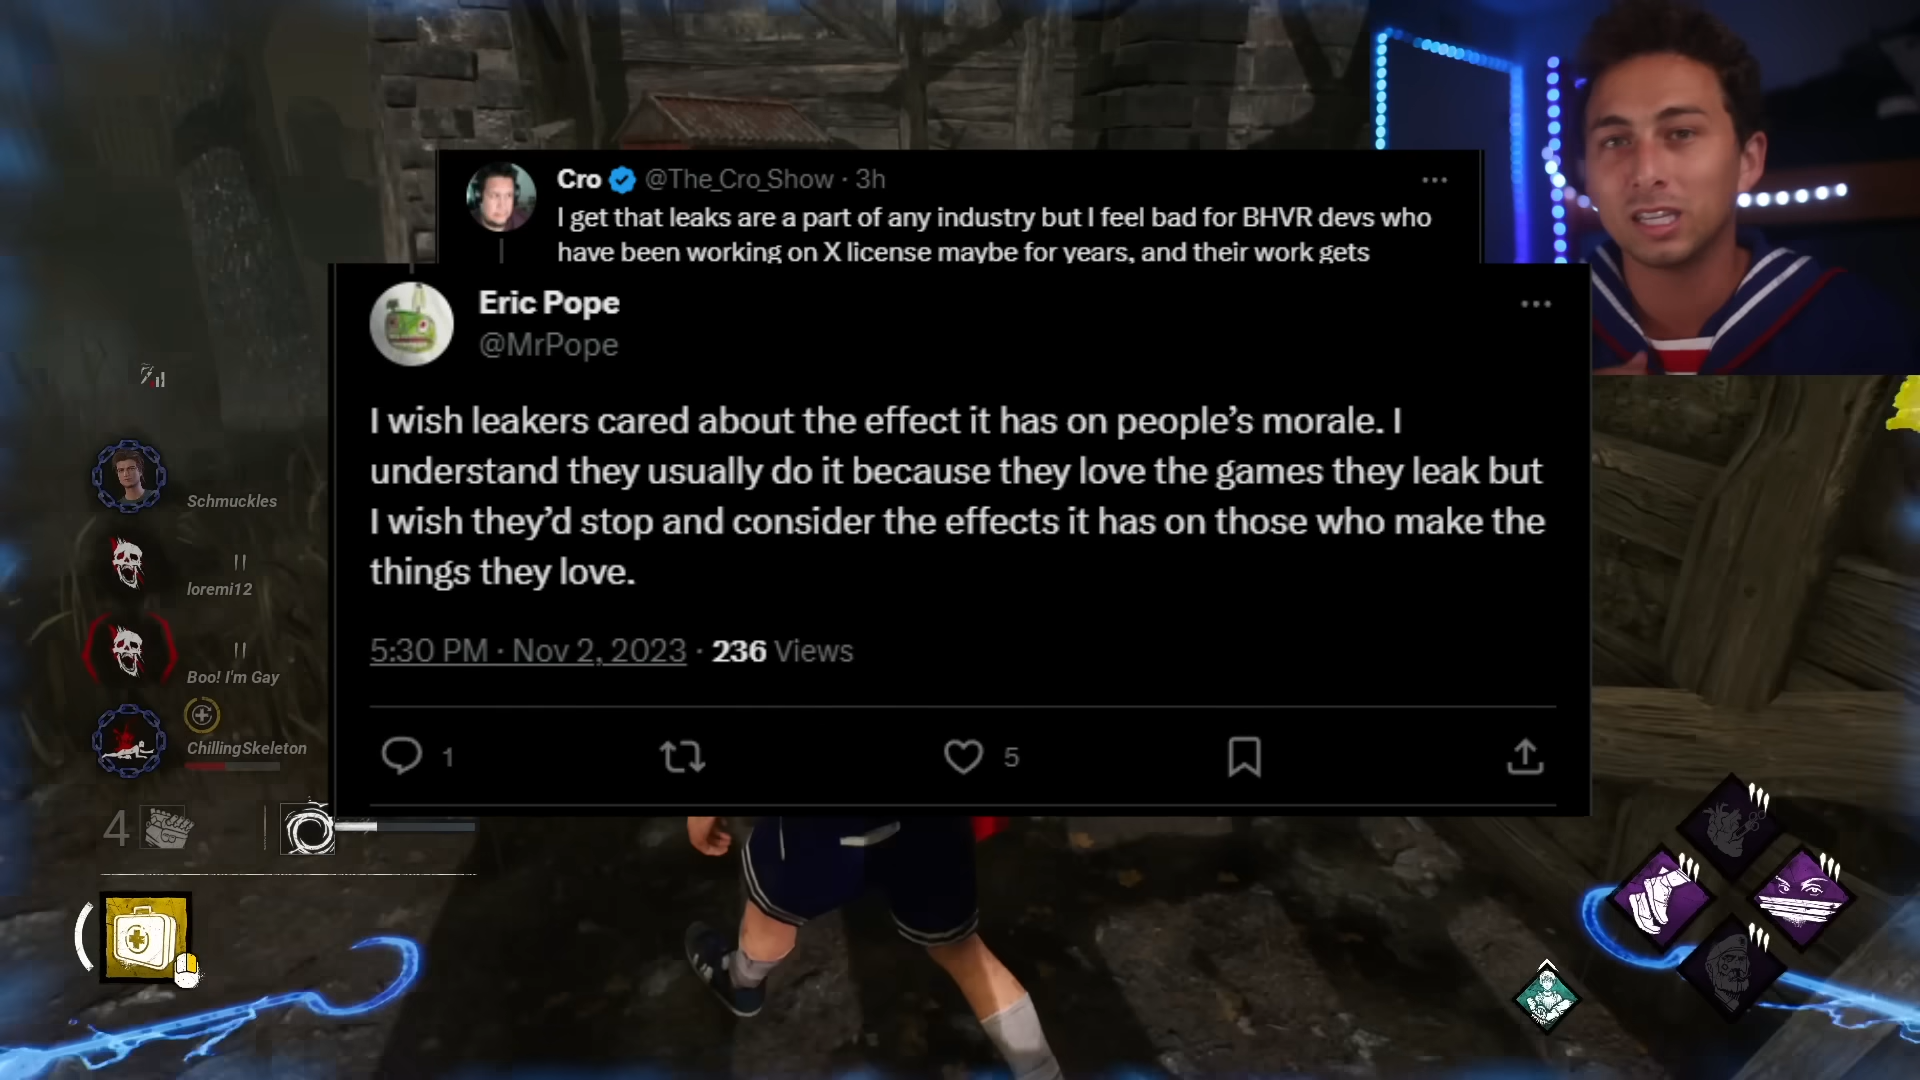 Cro @The_Cro_Show · 3h
I get that leaks are a part of any industry but I feel bad for BHVR devs who
have been working on X license maybe for years, and their work gets
Eric Pope
@MrPope
I wish leakers cared about the effect it has on people’s morale. I
understand they usually do it because they love the games they leak but
I wish they’d stop and consider the effects it has on those who make the
things they love.
5:30 PM · Nov 2, 2023 · 236 Views
1
5
Schmuckles
loremi12
Boo! I'm Gay
ChillingSkeleton
4